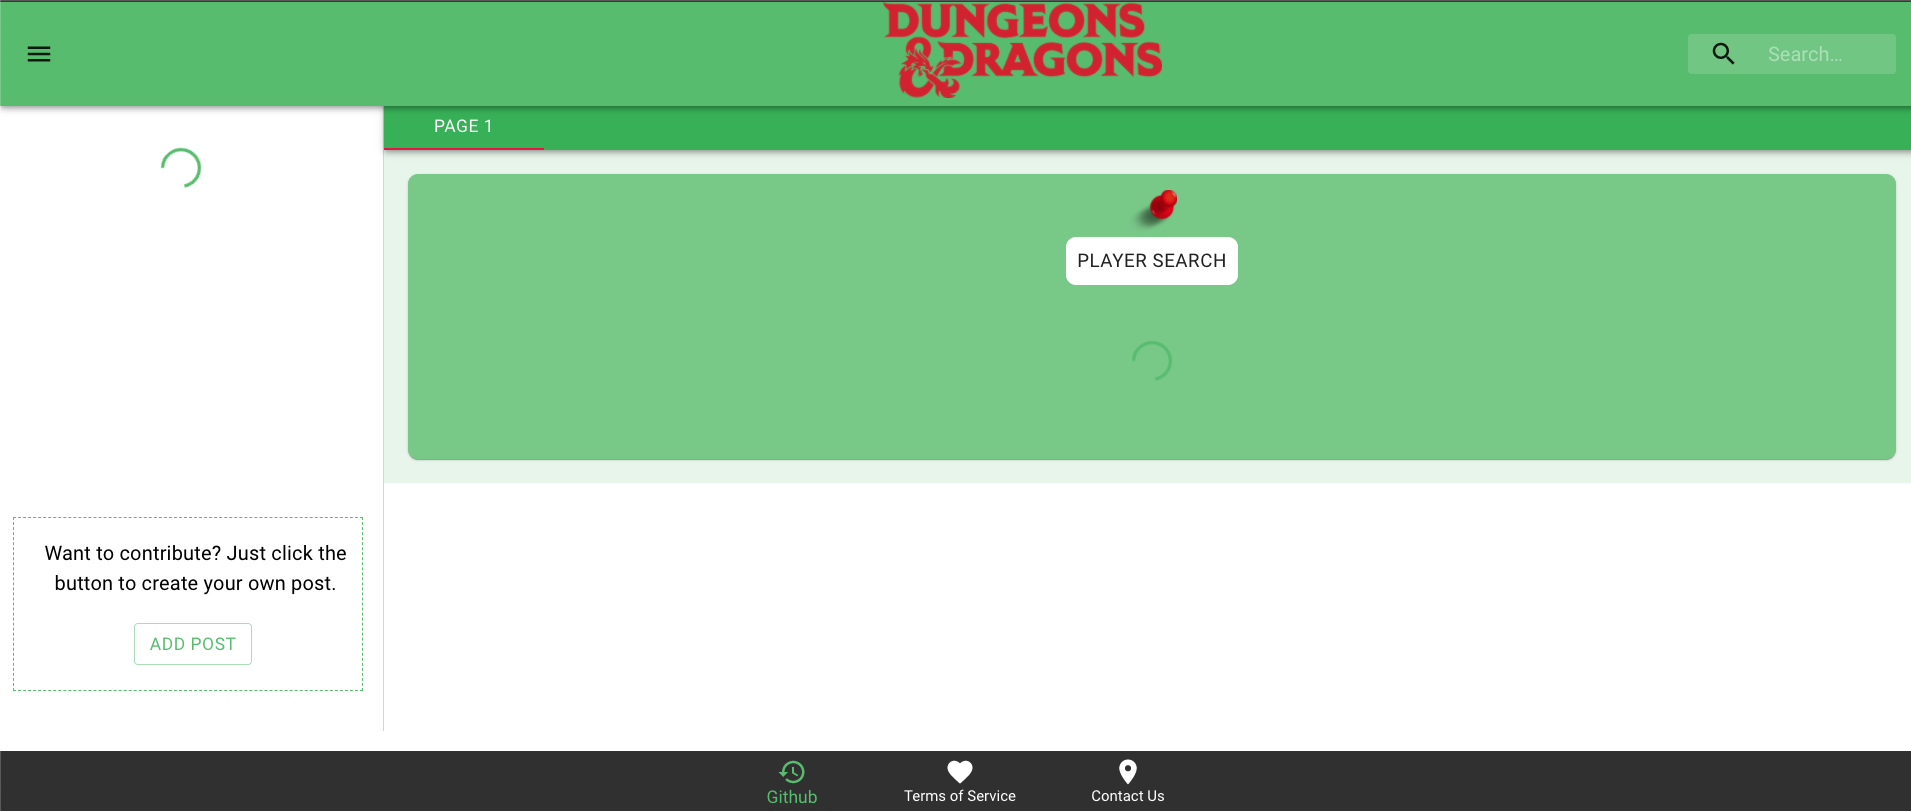 DUNGEONS
& DRAGONS
Search...
PAGE 1
PLAYER SEARCH
Want to contribute? Just click the
button to create your own post.
ADD POST
Github
Terms of Service
Contact Us